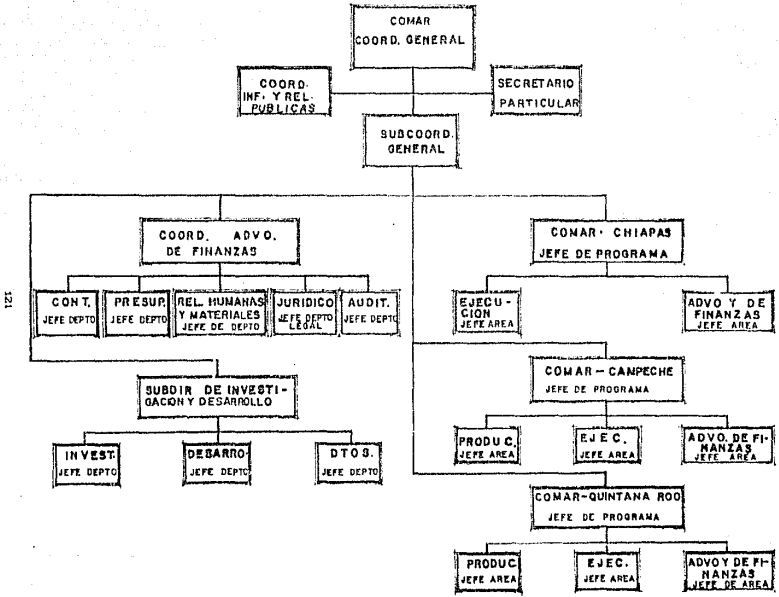 COMAR
COORD. GENERAL
COORD.
INF. Y REL.
PUBLICAS
SECRETARIO
PARTICULAR
SUBCOORD.
GENERAL
COORD. ADVO.
DE FINANZAS
CONT.
JEFE DEPTO
PRESUP.
JEFE DEPTO
REL. HUMANAS
Y MATERIALES
JEFE DE DEPTO
JURIDICO
JEFE DEPTO
LEGAL
AUDIT.
JEFE DEPTO
COMAR. CHIAPAS
JEFE DE PROGRAMA
EJECU-
CION
JEFE AREA
ADVO Y DE
FINANZAS
JEFE AREA
121
SUBDIR DE INVESTI-
GACION Y DESARROLLO
INVEST.
JEFE DEPTO
DESARRO.
JEFE DEPTO
DTOS.
JEFE DEPTO
COMAR-CAMPECHE
JEFE DE PROGRAMA
PRODUC.
JEFE AREA
EJEC.
JEFE AREA
ADVO. DE FI-
NANZAS
JEFE AREA
COMAR-QUINTANA ROO
JEFE DE PROGRAMA
PRODUC
JEFE AREA
EJEC.
JEFE AREA
ADVO Y DE FI-
NANZAS
JEFE DE AREA